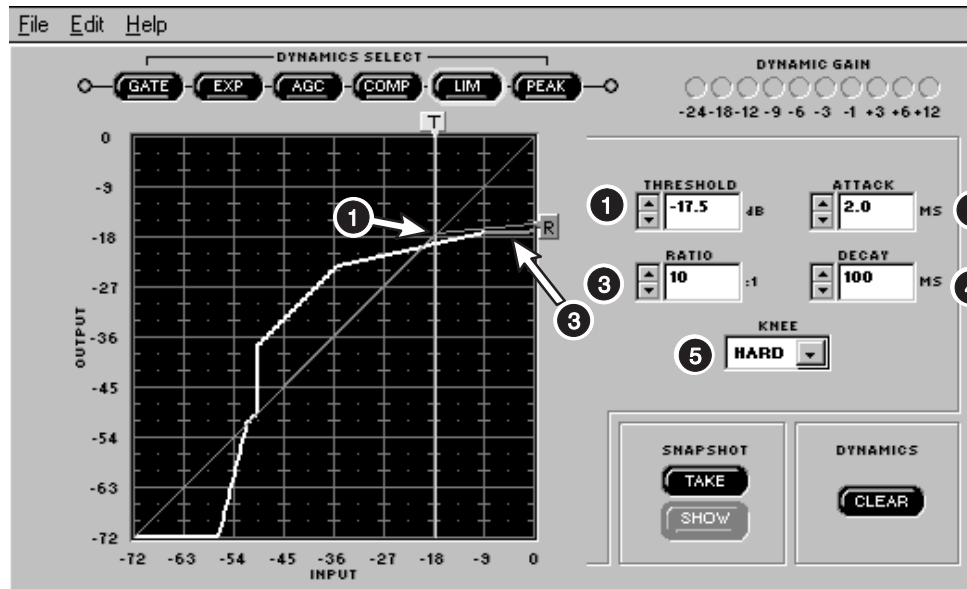 File Edit Help
DYNAMICS SELECT
GATE EXP AGC COMP LIM PEAK
DYNAMIC GAIN
-24 -18 -12 -9 -6 -3 -1 +3 +6 +12
T
0
-9
-18
-27
-36
-45
-54
-63
-72
OUTPUT
-72 -63 -54 -45 -36 -27 -18 -9 0
INPUT
1
R
3
THRESHOLD
1 -17.5 dB
ATTACK
2.0 MS
RATIO
3 10 :1
DECAY
100 MS
KNEE
5 HARD
SNAPSHOT
TAKE
SHOW
DYNAMICS
CLEAR